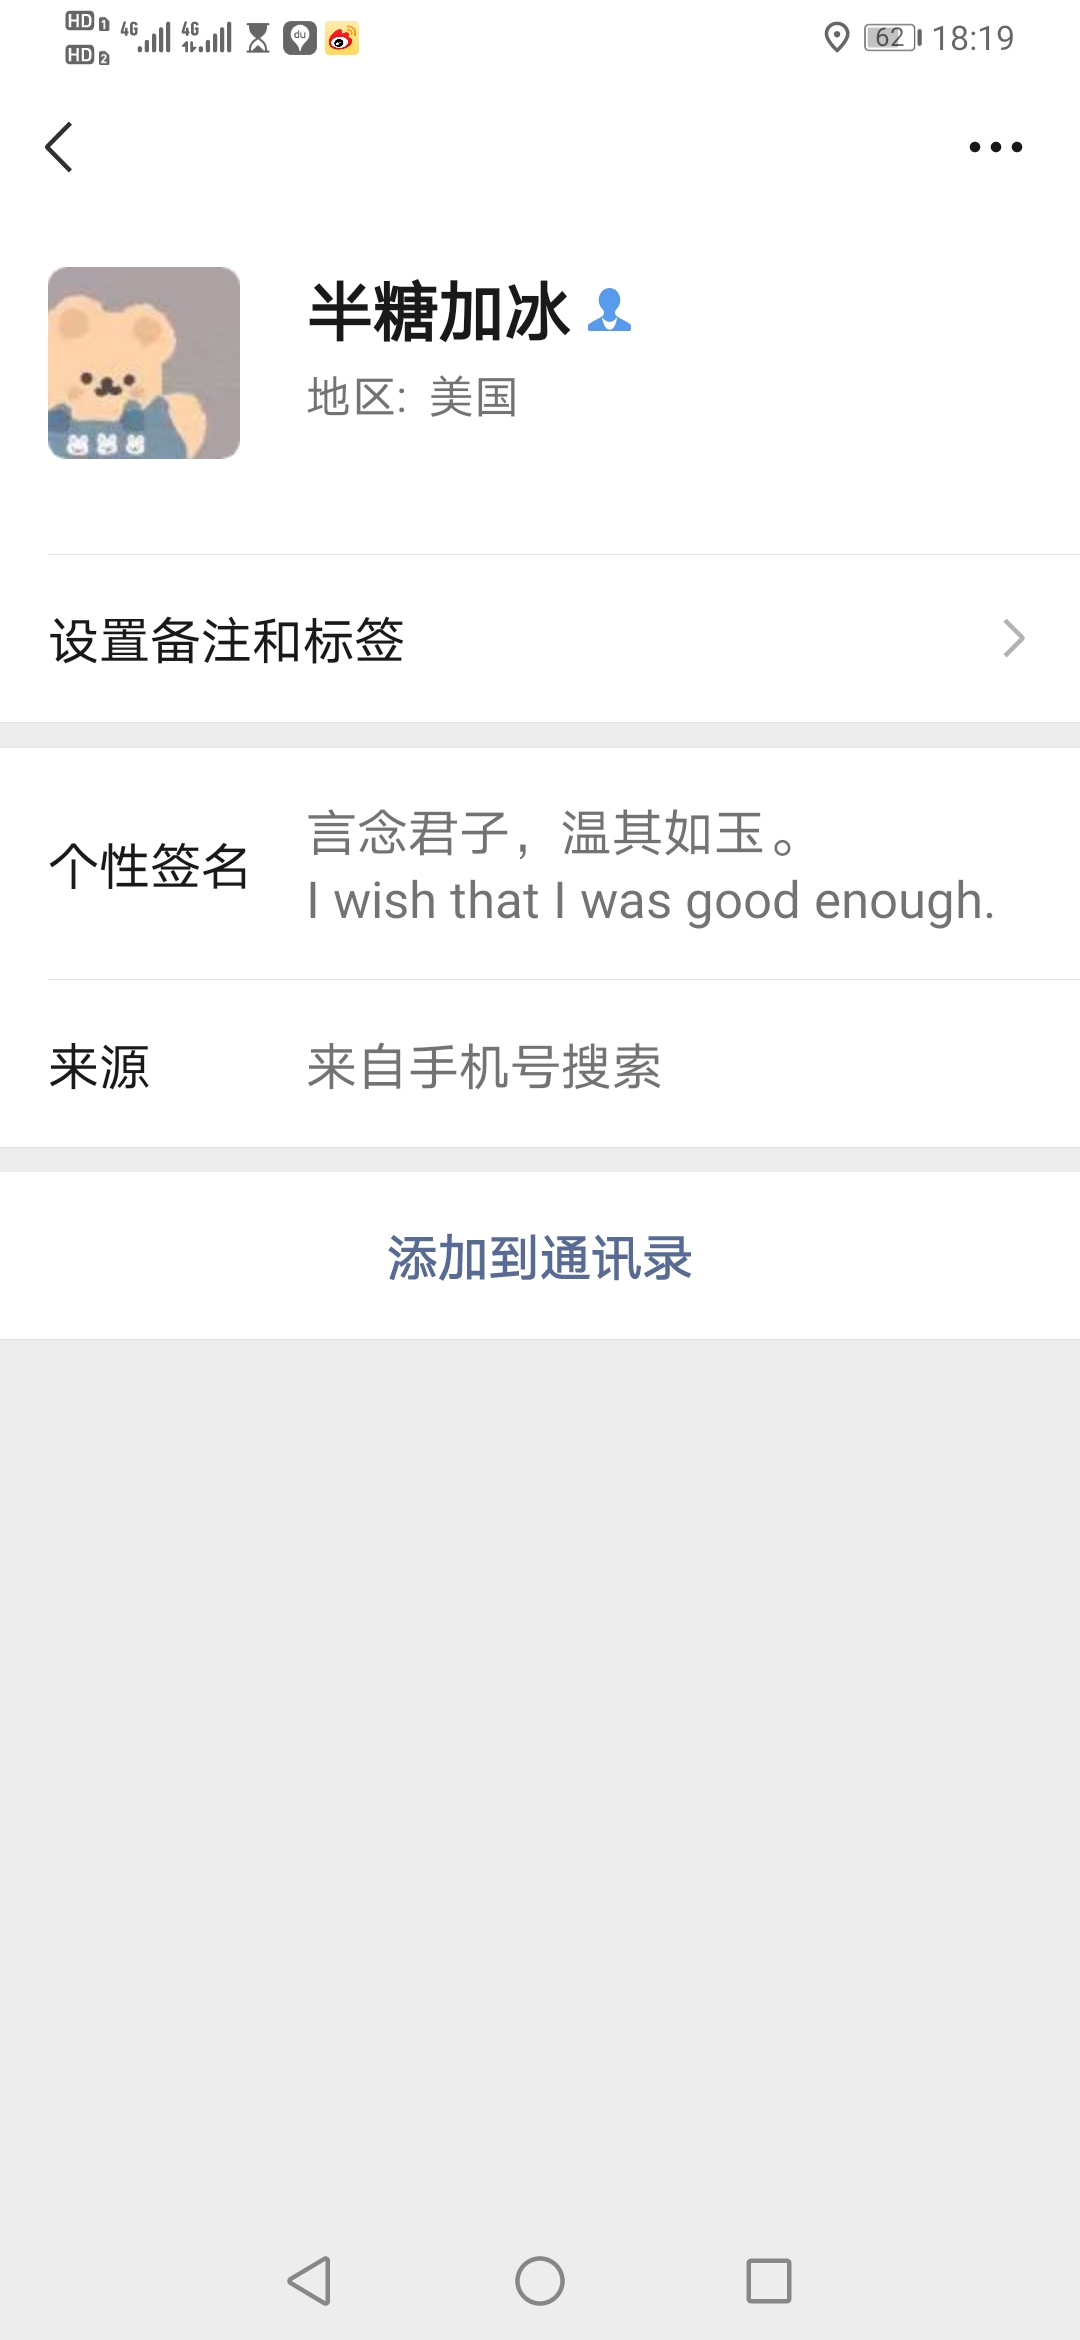 HD 1 4G 4G du 62 18:19
HD 2
半糖加冰
地区: 美国
设置备注和标签
个性签名
言念君子，温其如玉。
I wish that I was good enough.
来源 来自手机号搜索
添加到通讯录